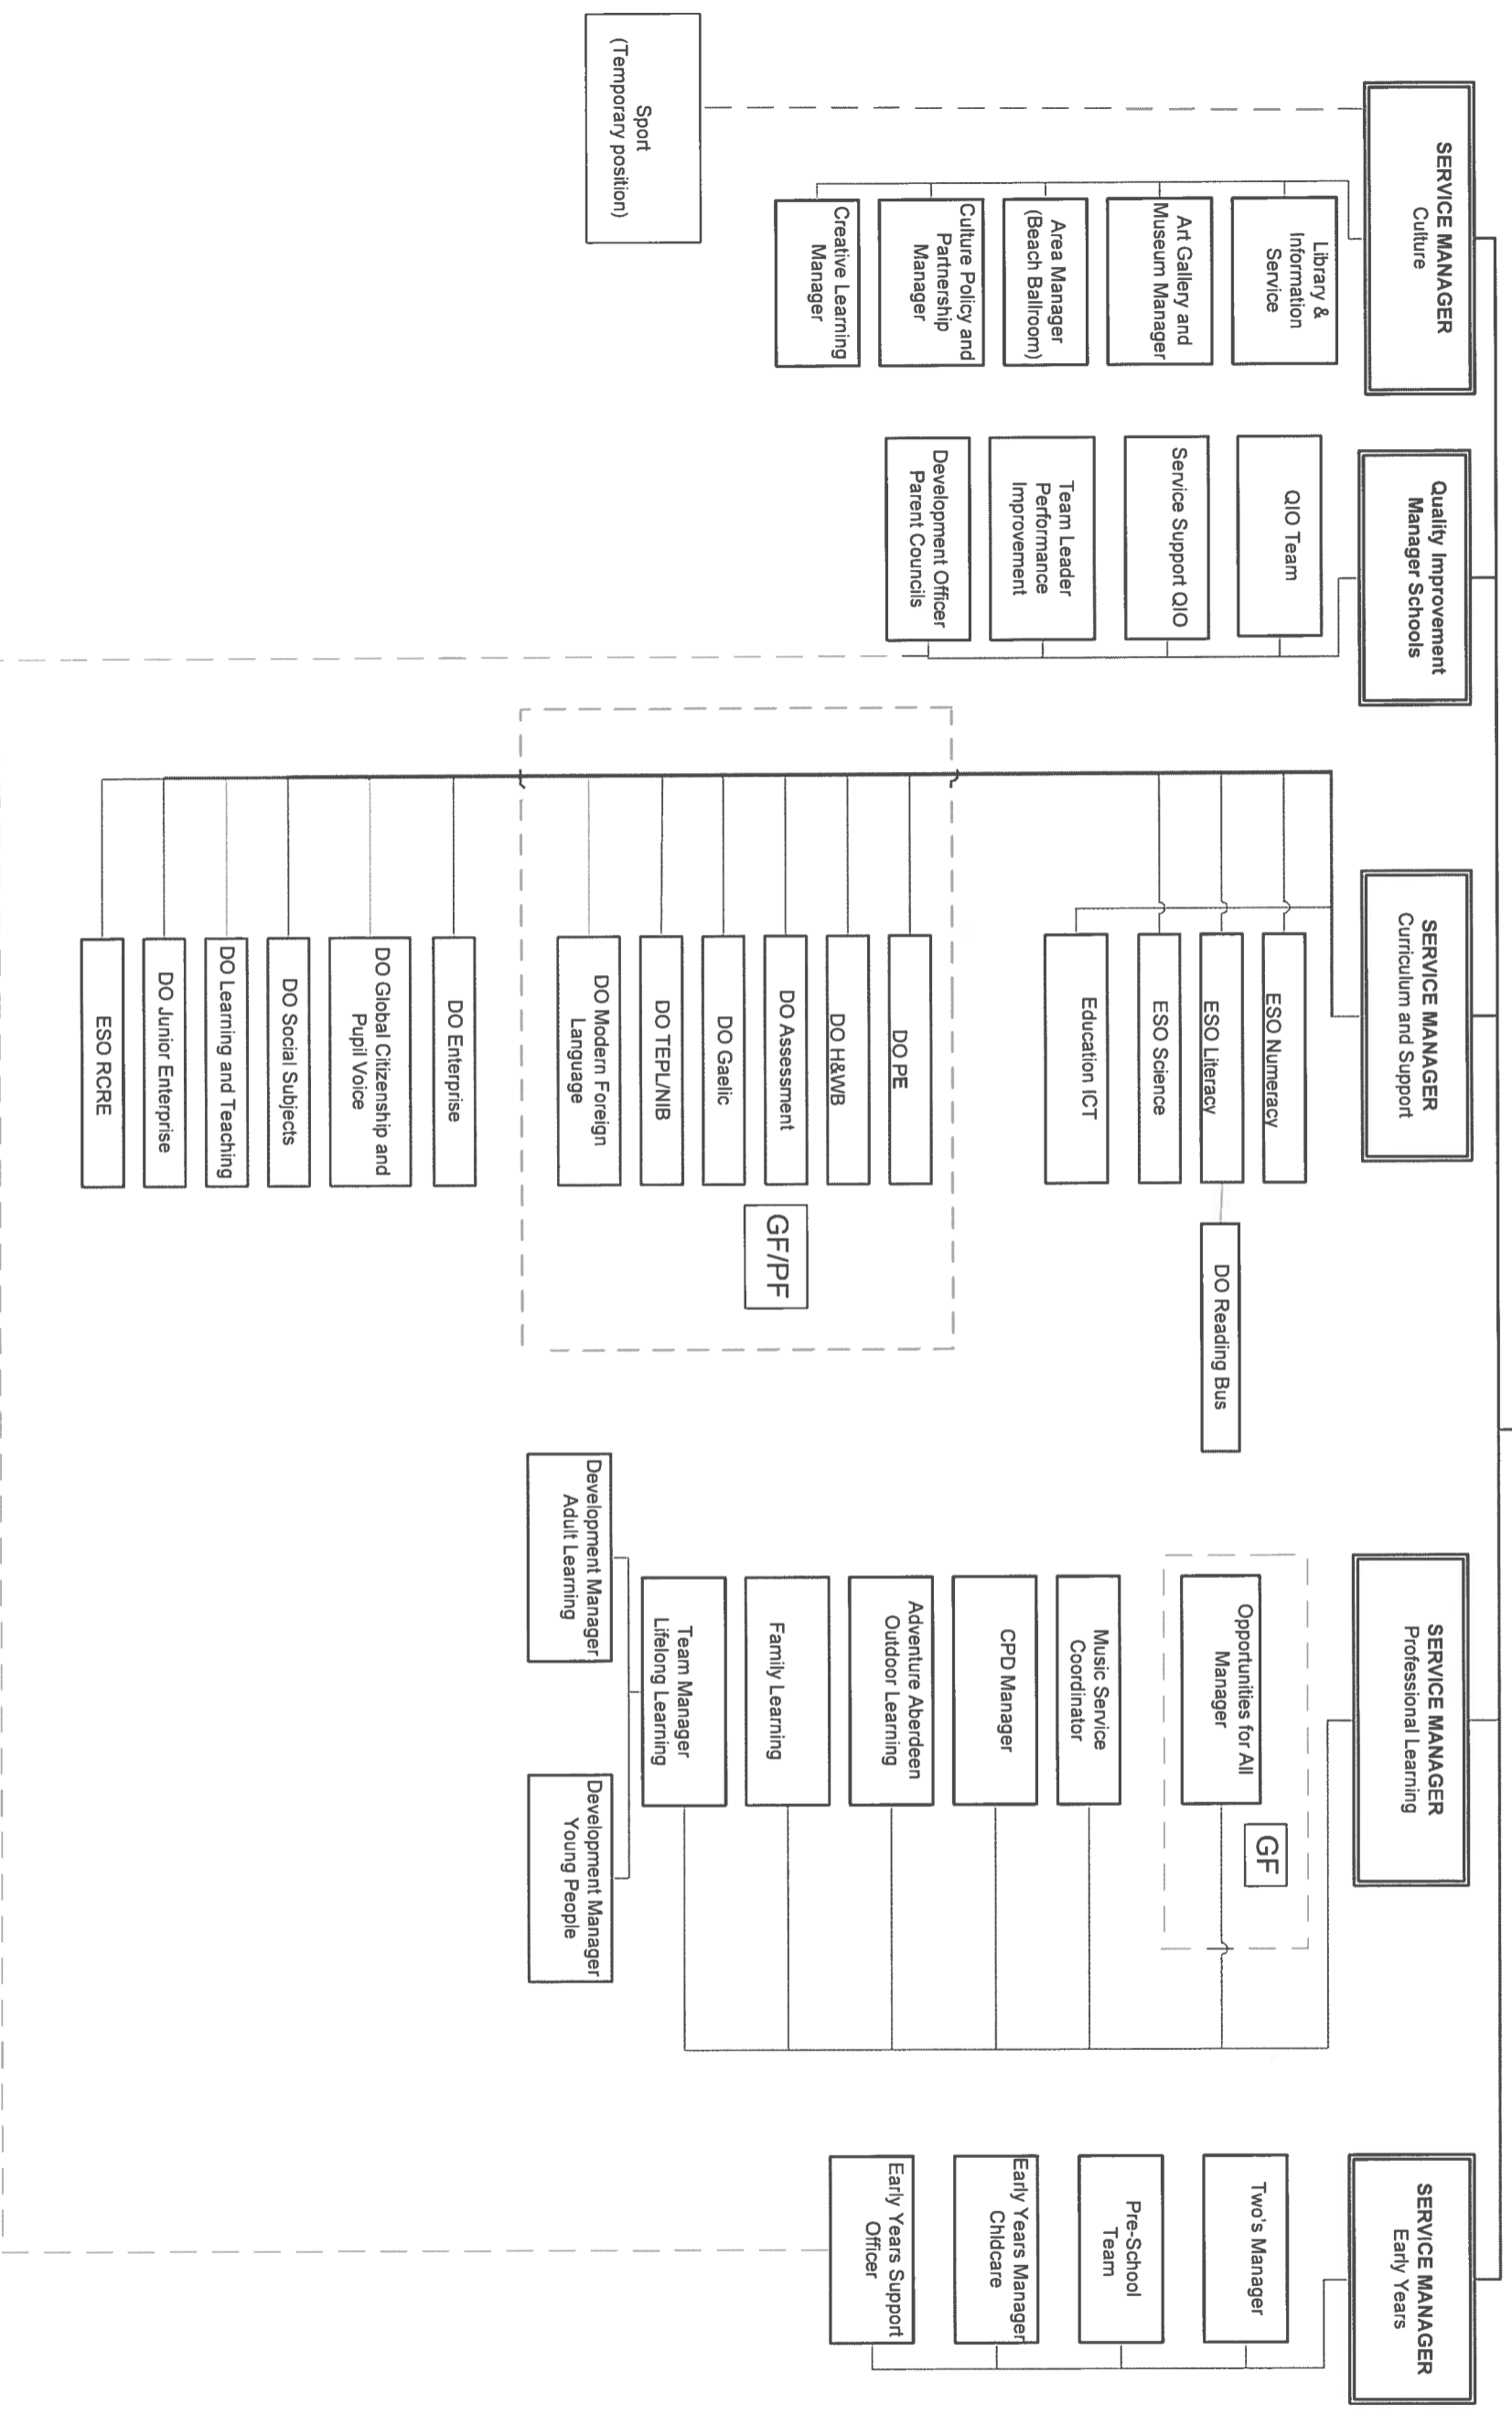 SERVICE MANAGER
Culture
Library &
Information
Service
Art Gallery and
Museum Manager
Area Manager
(Beach Ballroom)
Culture Policy and
Partnership
Manager
Creative Learning
Manager
Sport
(Temporary position)
Quality Improvement
Manager Schools
QIO Team
Service Support QIO
Team Leader
Performance
Improvement
Development Officer
Parent Councils
SERVICE MANAGER
Curriculum and Support
ESO Numeracy
ESO Literacy
DO Reading Bus
ESO Science
Education ICT
DO PE
DO H&WB
DO Assessment
GF/PF
DO Gaelic
DO TEPL/NIB
DO Modern Foreign
Language
DO Enterprise
DO Global Citizenship and
Pupil Voice
DO Social Subjects
DO Learning and Teaching
DO Junior Enterprise
ESO RCRE
SERVICE MANAGER
Professional Learning
Opportunities for All
Manager
GF
Music Service
Coordinator
CPD Manager
Adventure Aberdeen
Outdoor Learning
Family Learning
Team Manager
Lifelong Learning
Development Manager
Adult Learning
Development Manager
Young People
SERVICE MANAGER
Early Years
Two's Manager
Pre-School
Team
Early Years Manager
Chldcare
Early Years Support
Officer